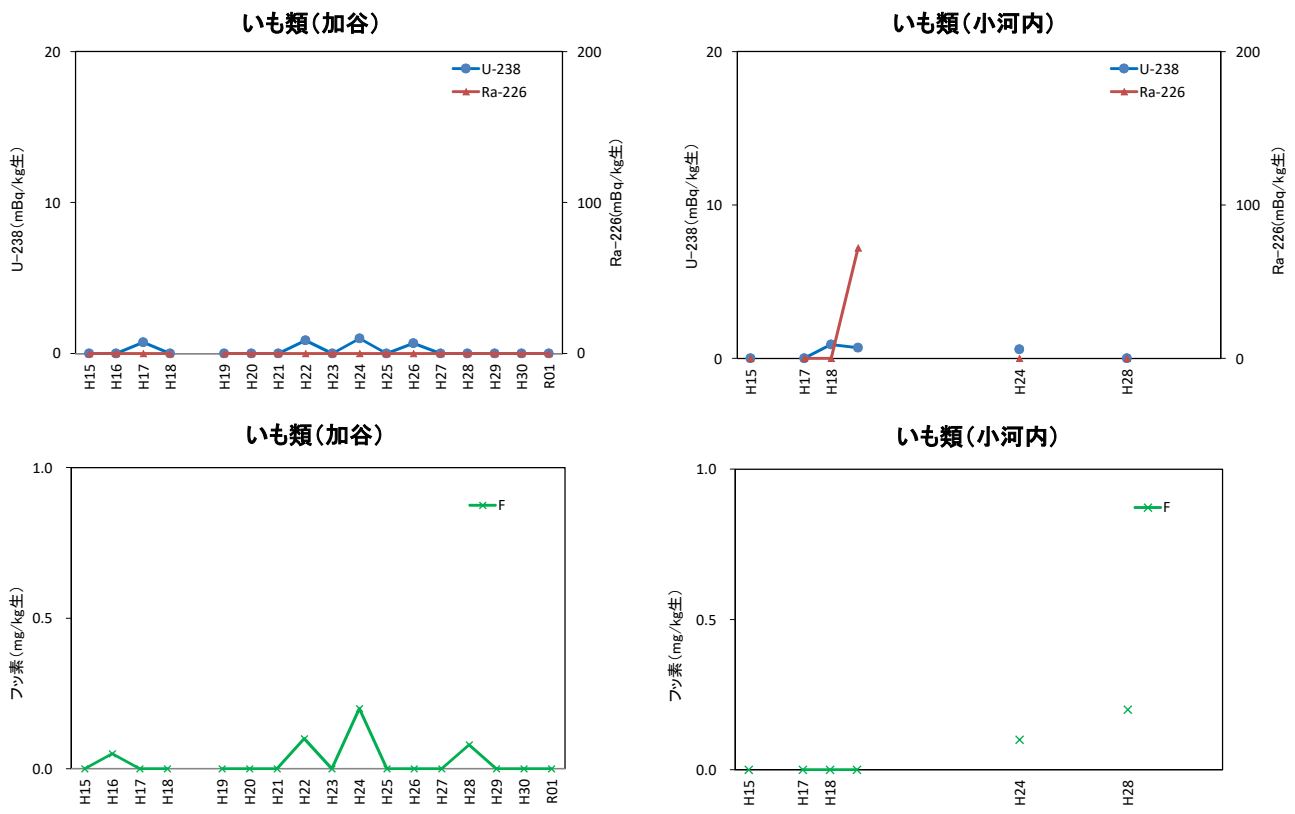 いも類（加谷）
20
10
0
200
100
0
U-238
Ra-226
U-238（mBq/kg生）
Ra-226(mBq/kg生）
H15
H16
H17
H18
H19
H20
H21
H22
H23
H24
H25
H26
H27
H28
H29
H30
R01
いも類（小河内）
20
10
0
200
100
0
U-238
Ra-226
U-238（mBq/kg生）
Ra-226(mBq/kg生）
H15
H17
H18
H24
H28
いも類（加谷）
1.0
0.5
0.0
F
フッ素（mg/kg生）
H15
H16
H17
H18
H19
H20
H21
H22
H23
H24
H25
H26
H27
H28
H29
H30
R01
いも類（小河内）
1.0
0.5
0.0
F
フッ素（mg/kg生）
H15
H17
H18
H24
H28